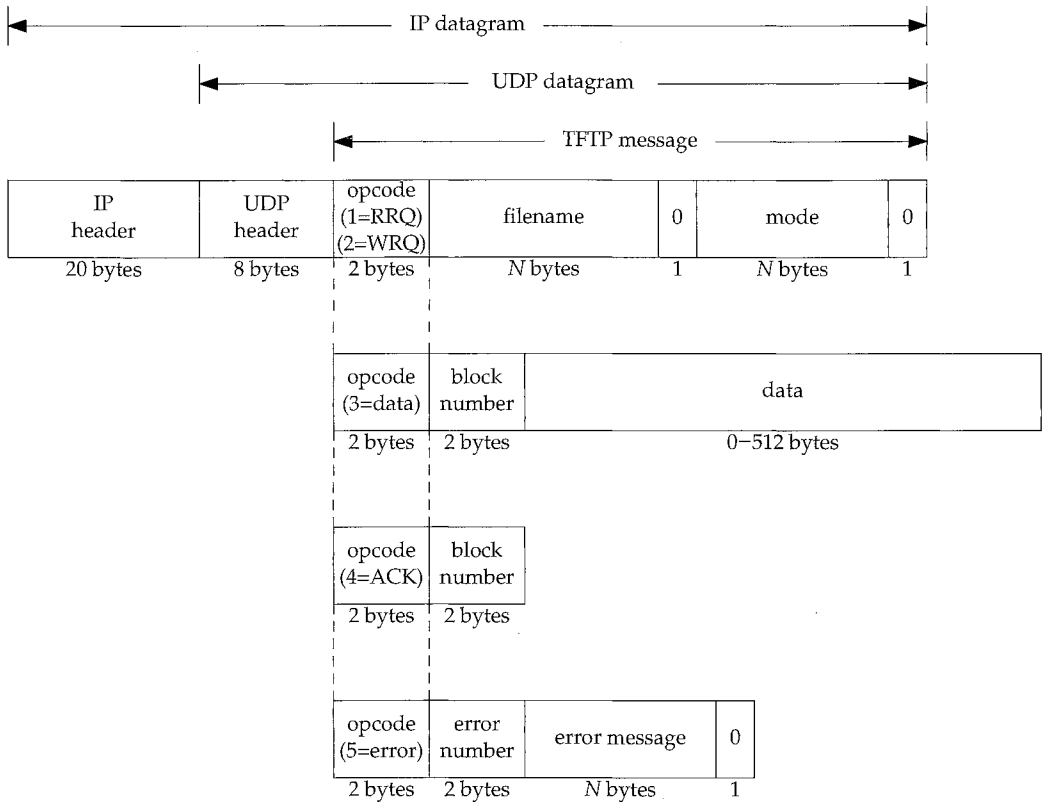 IP datagram
UDP datagram
TFTP message
IP header
UDP header
opcode (1=RRQ) (2=WRQ)
filename
0
mode
0
20 bytes
8 bytes
2 bytes
N bytes
1
N bytes
1
opcode (3=data)
block number
data
2 bytes
2 bytes
0−512 bytes
opcode (4=ACK)
block number
2 bytes
2 bytes
opcode (5=error)
error number
error message
0
2 bytes
2 bytes
N bytes
1